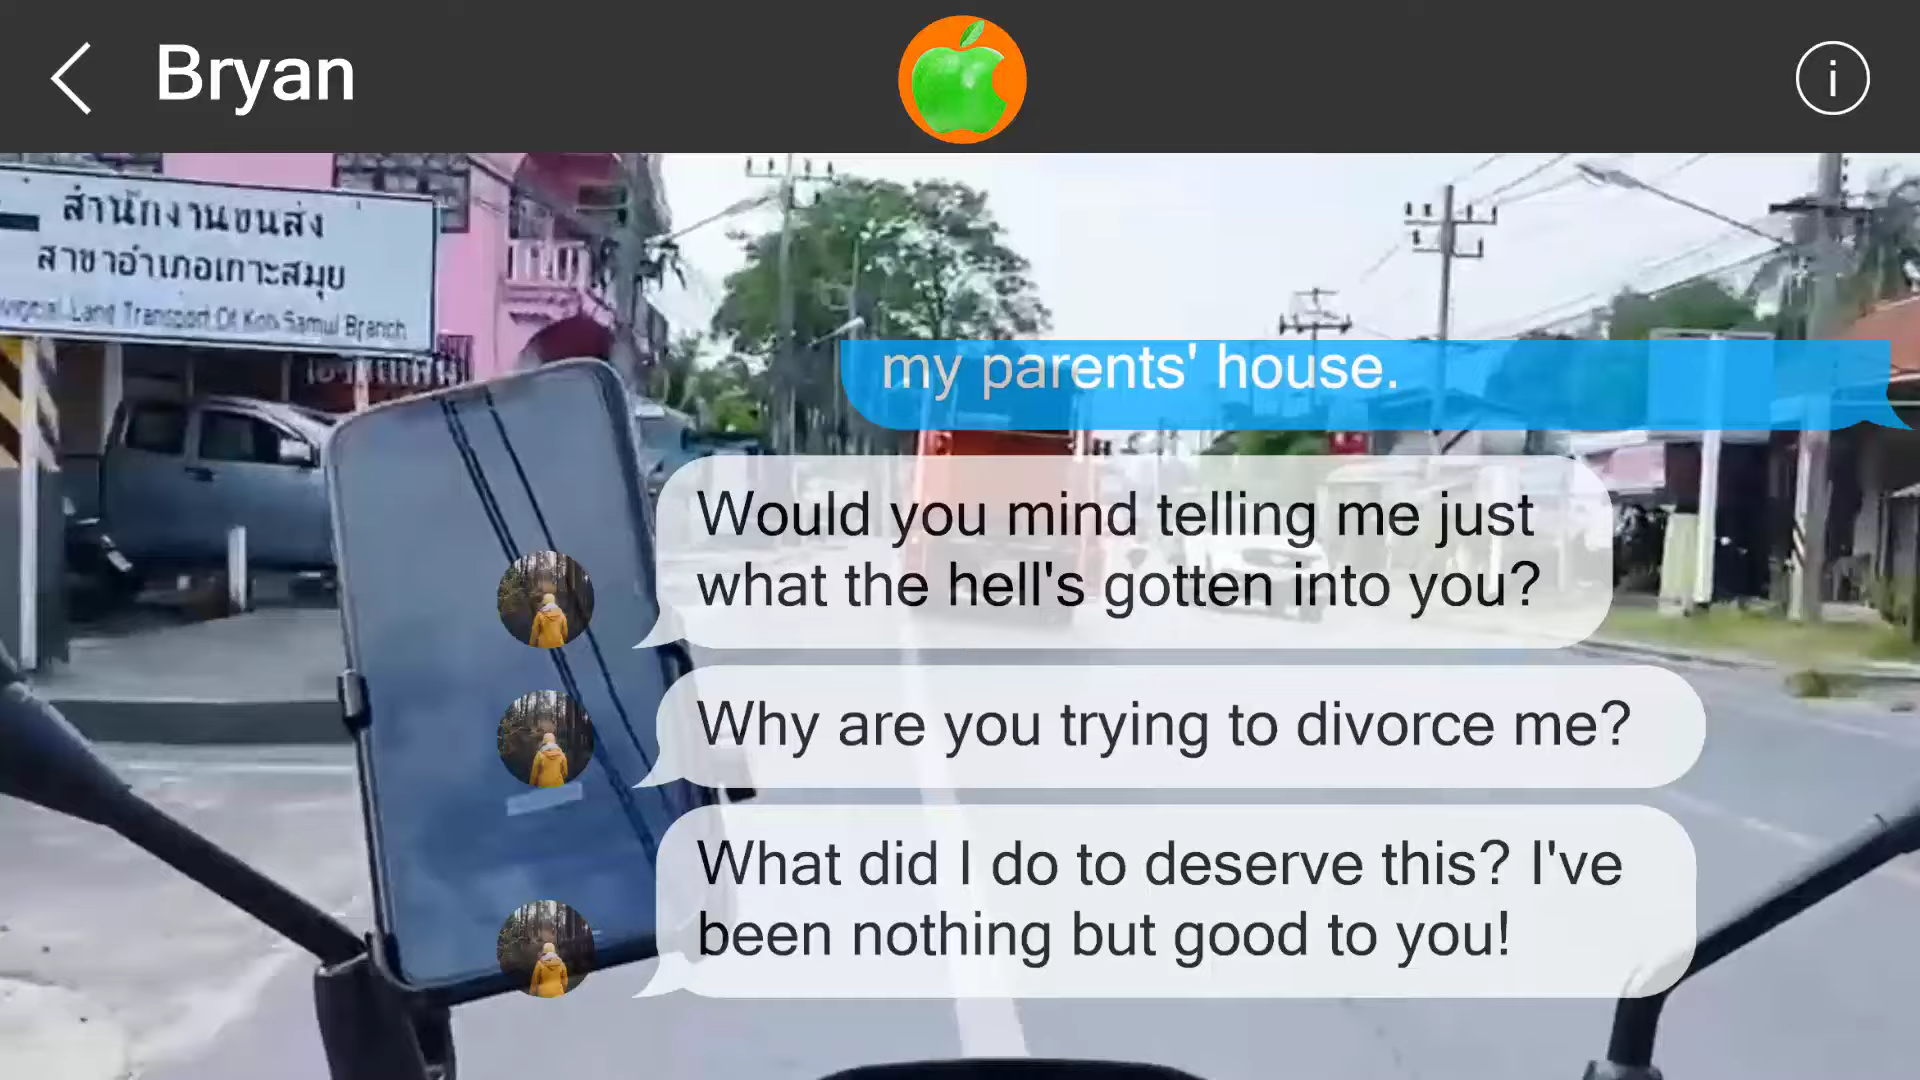 Bryan
i
สำนักงานขนส่ง
สาขาอำเภอเกาะสมุย
Land Transport Of Koh Samui Branch
my parents' house.
Would you mind telling me just
what the hell's gotten into you?
Why are you trying to divorce me?
What did I do to deserve this? I've
been nothing but good to you!